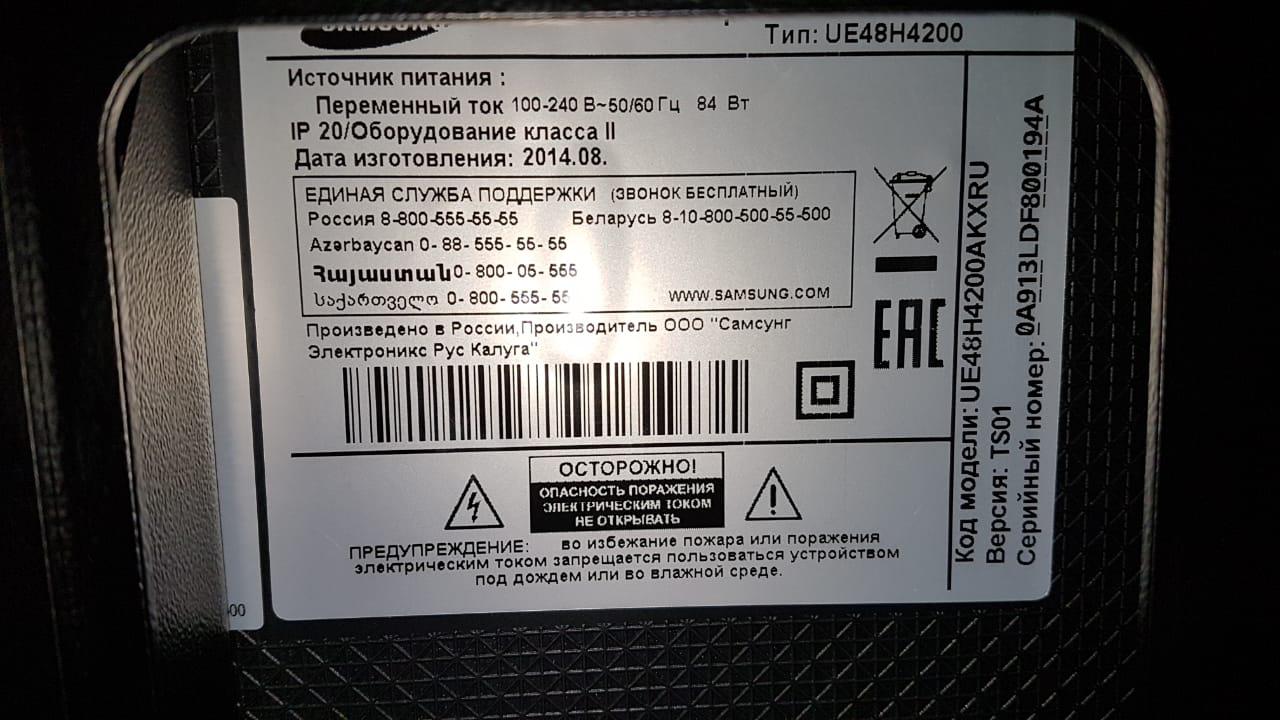 SAMSUNG
Тип: UE48H4200
Источник питания :
Переменный ток 100-240 В~50/60 Гц 84 Вт
IP 20/Оборудование класса II
Дата изготовления: 2014.08.
ЕДИНАЯ СЛУЖБА ПОДДЕРЖКИ (ЗВОНОК БЕСПЛАТНЫЙ)
Россия 8-800-555-55-55 Беларусь 8-10-800-500-55-500
Azərbaycan 0- 88- 555- 55- 55
Հայաստան 0- 800- 05- 555
საქართველო 0- 800- 555- 55
WWW.SAMSUNG.COM
Произведено в России,Производитель ООО "Самсунг
Электроникс Рус Калуга"
EAC
ОСТОРОЖНО!
ОПАСНОСТЬ ПОРАЖЕНИЯ
ЭЛЕКТРИЧЕСКИМ ТОКОМ
НЕ ОТКРЫВАТЬ
ПРЕДУПРЕЖДЕНИЕ: во избежание пожара или поражения
электрическим током запрещается пользоваться устройством
под дождем или во влажной среде.
Код модели: UE48H4200AKXRU
Версия: TS01
Серийный номер: 0A913LDF800194A